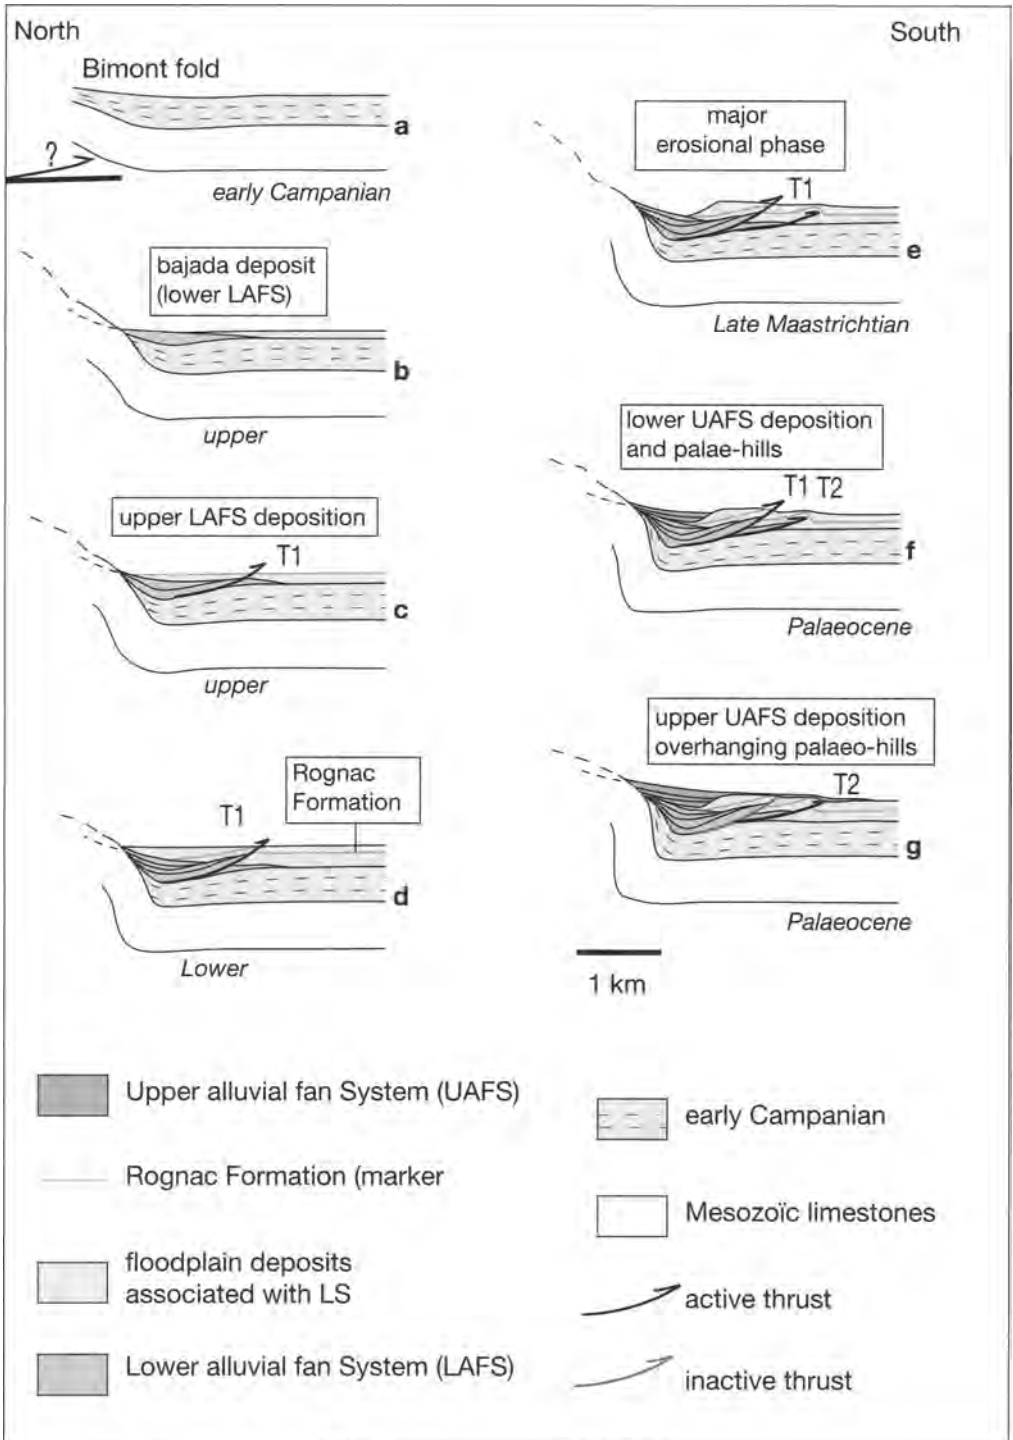 North
South
Bimont fold
a
?
early Campanian
bajada deposit
(lower LAFS)
b
upper
upper LAFS deposition
T1
c
upper
Rognac
Formation
T1
d
Lower
major
erosional phase
T1
e
Late Maastrichtian
lower UAFS deposition
and palae-hills
T1 T2
f
Palaeocene
upper UAFS deposition
overhanging palaeo-hills
T2
g
Palaeocene
1 km
Upper alluvial fan System (UAFS)
Rognac Formation (marker
floodplain deposits
associated with LS
Lower alluvial fan System (LAFS)
early Campanian
Mesozoïc limestones
active thrust
inactive thrust